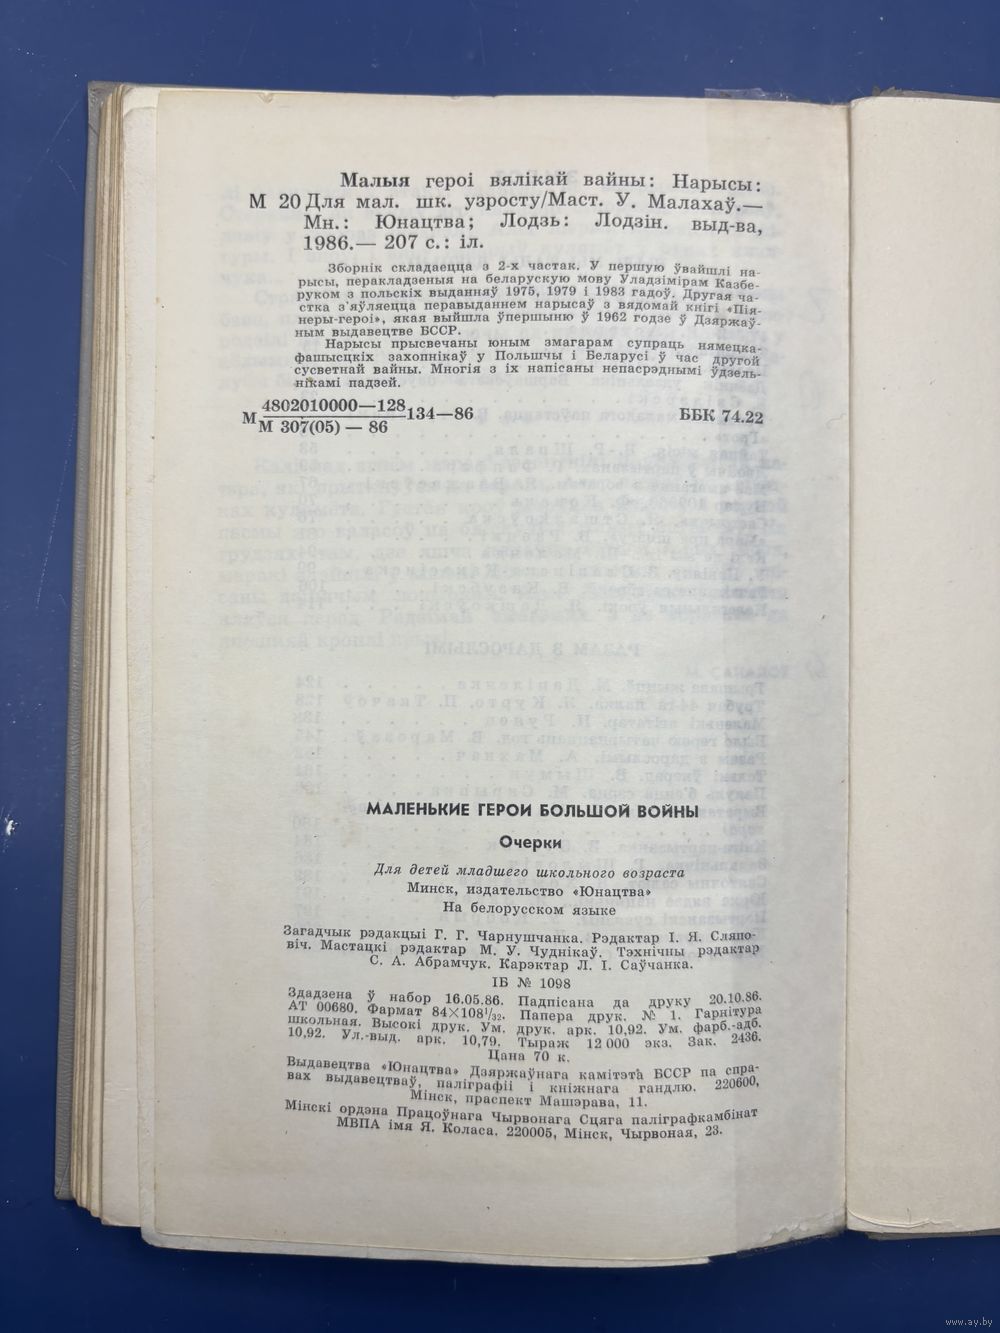 Малыя героі вялікай вайны: Нарысы:
М 20 Для мал. шк. узросту/Маст. У. Малахаў.—
Мн.: Юнацтва; Лодзь: Лодзін. выд-ва,
1986.— 207 с.: іл.
Зборнік складаецца з 2-х частак. У першую ўвайшлі на-
рысы, перакладзеныя на беларускую мову Уладзімірам Казбе-
руком з польскіх выданняў 1975, 1979 і 1983 гадоў. Другая ча-
стка з'яўляецца перавыданнем нарысаў з вядомай кнігі «Пія-
неры-героі», якая выйшла ўпершыню ў 1962 годзе ў Дзяржаў-
ным выдавецтве БССР.
Нарысы прысвечаны юным змагарам супраць нямецка-
фашысцкіх захопнікаў у Польшчы і Беларусі ў час другой
сусветнай вайны. Многія з іх напісаны непасрэднымі ўдзель-
нікамі падзей.
М 4802010000—128 134—86 ББК 74.22
М 307(05) — 86
МАЛЕНЬКИЕ ГЕРОИ БОЛЬШОЙ ВОЙНЫ
Очерки
Для детей младшего школьного возраста
Минск, издательство «Юнацтва»
На белорусском языке
Загадчык рэдакцыі Г. Г. Чарнушчанка. Рэдактар І. Я. Сляпо-
віч. Мастацкі рэдактар М. У. Чуднікаў. Тэхнічны рэдактар
С. А. Абрамчук. Карэктар Л. І. Саўчанка.
ІБ № 1098
Здадзена ў набор 16.05.86. Падпісана да друку 20.10.86.
АТ 00680. Фармат 84×108¹/₃₂. Папера друк. № 1. Гарнітура
школьная. Высокі друк. Ум. друк. арк. 10,92. Ум. фарб.-адб.
10,92. Ул.-выд. арк. 10,79. Тыраж 12 000 экз. Зак. 2436.
Цана 70 к.
Выдавецтва «Юнацтва» Дзяржаўнага камітэта БССР па спра-
вах выдавецтваў, паліграфіі і кніжнага гандлю. 220600,
Мінск, праспект Машэрава, 11.
Мінскі ордэна Працоўнага Чырвонага Сцяга паліграфкамбінат
МВПА імя Я. Коласа. 220005, Мінск, Чырвоная, 23.
www.ay.by